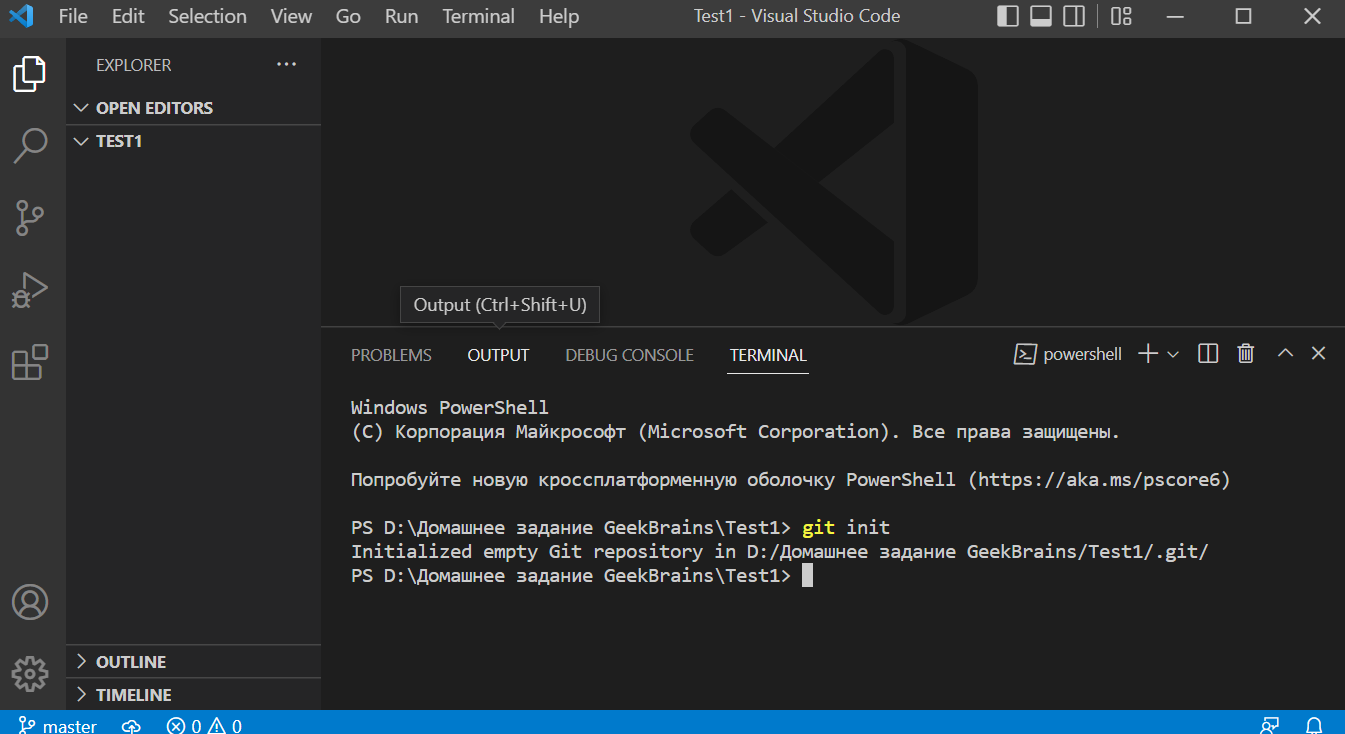 File Edit Selection View Go Run Terminal Help Test1 - Visual Studio Code
EXPLORER
OPEN EDITORS
TEST1
Output (Ctrl+Shift+U)
PROBLEMS OUTPUT DEBUG CONSOLE TERMINAL powershell
Windows PowerShell
(C) Корпорация Майкрософт (Microsoft Corporation). Все права защищены.
Попробуйте новую кроссплатформенную оболочку PowerShell (https://aka.ms/pscore6)
PS D:\Домашнее задание GeekBrains\Test1> git init
Initialized empty Git repository in D:/Домашнее задание GeekBrains/Test1/.git/
PS D:\Домашнее задание GeekBrains\Test1>
OUTLINE
TIMELINE
master 0 0